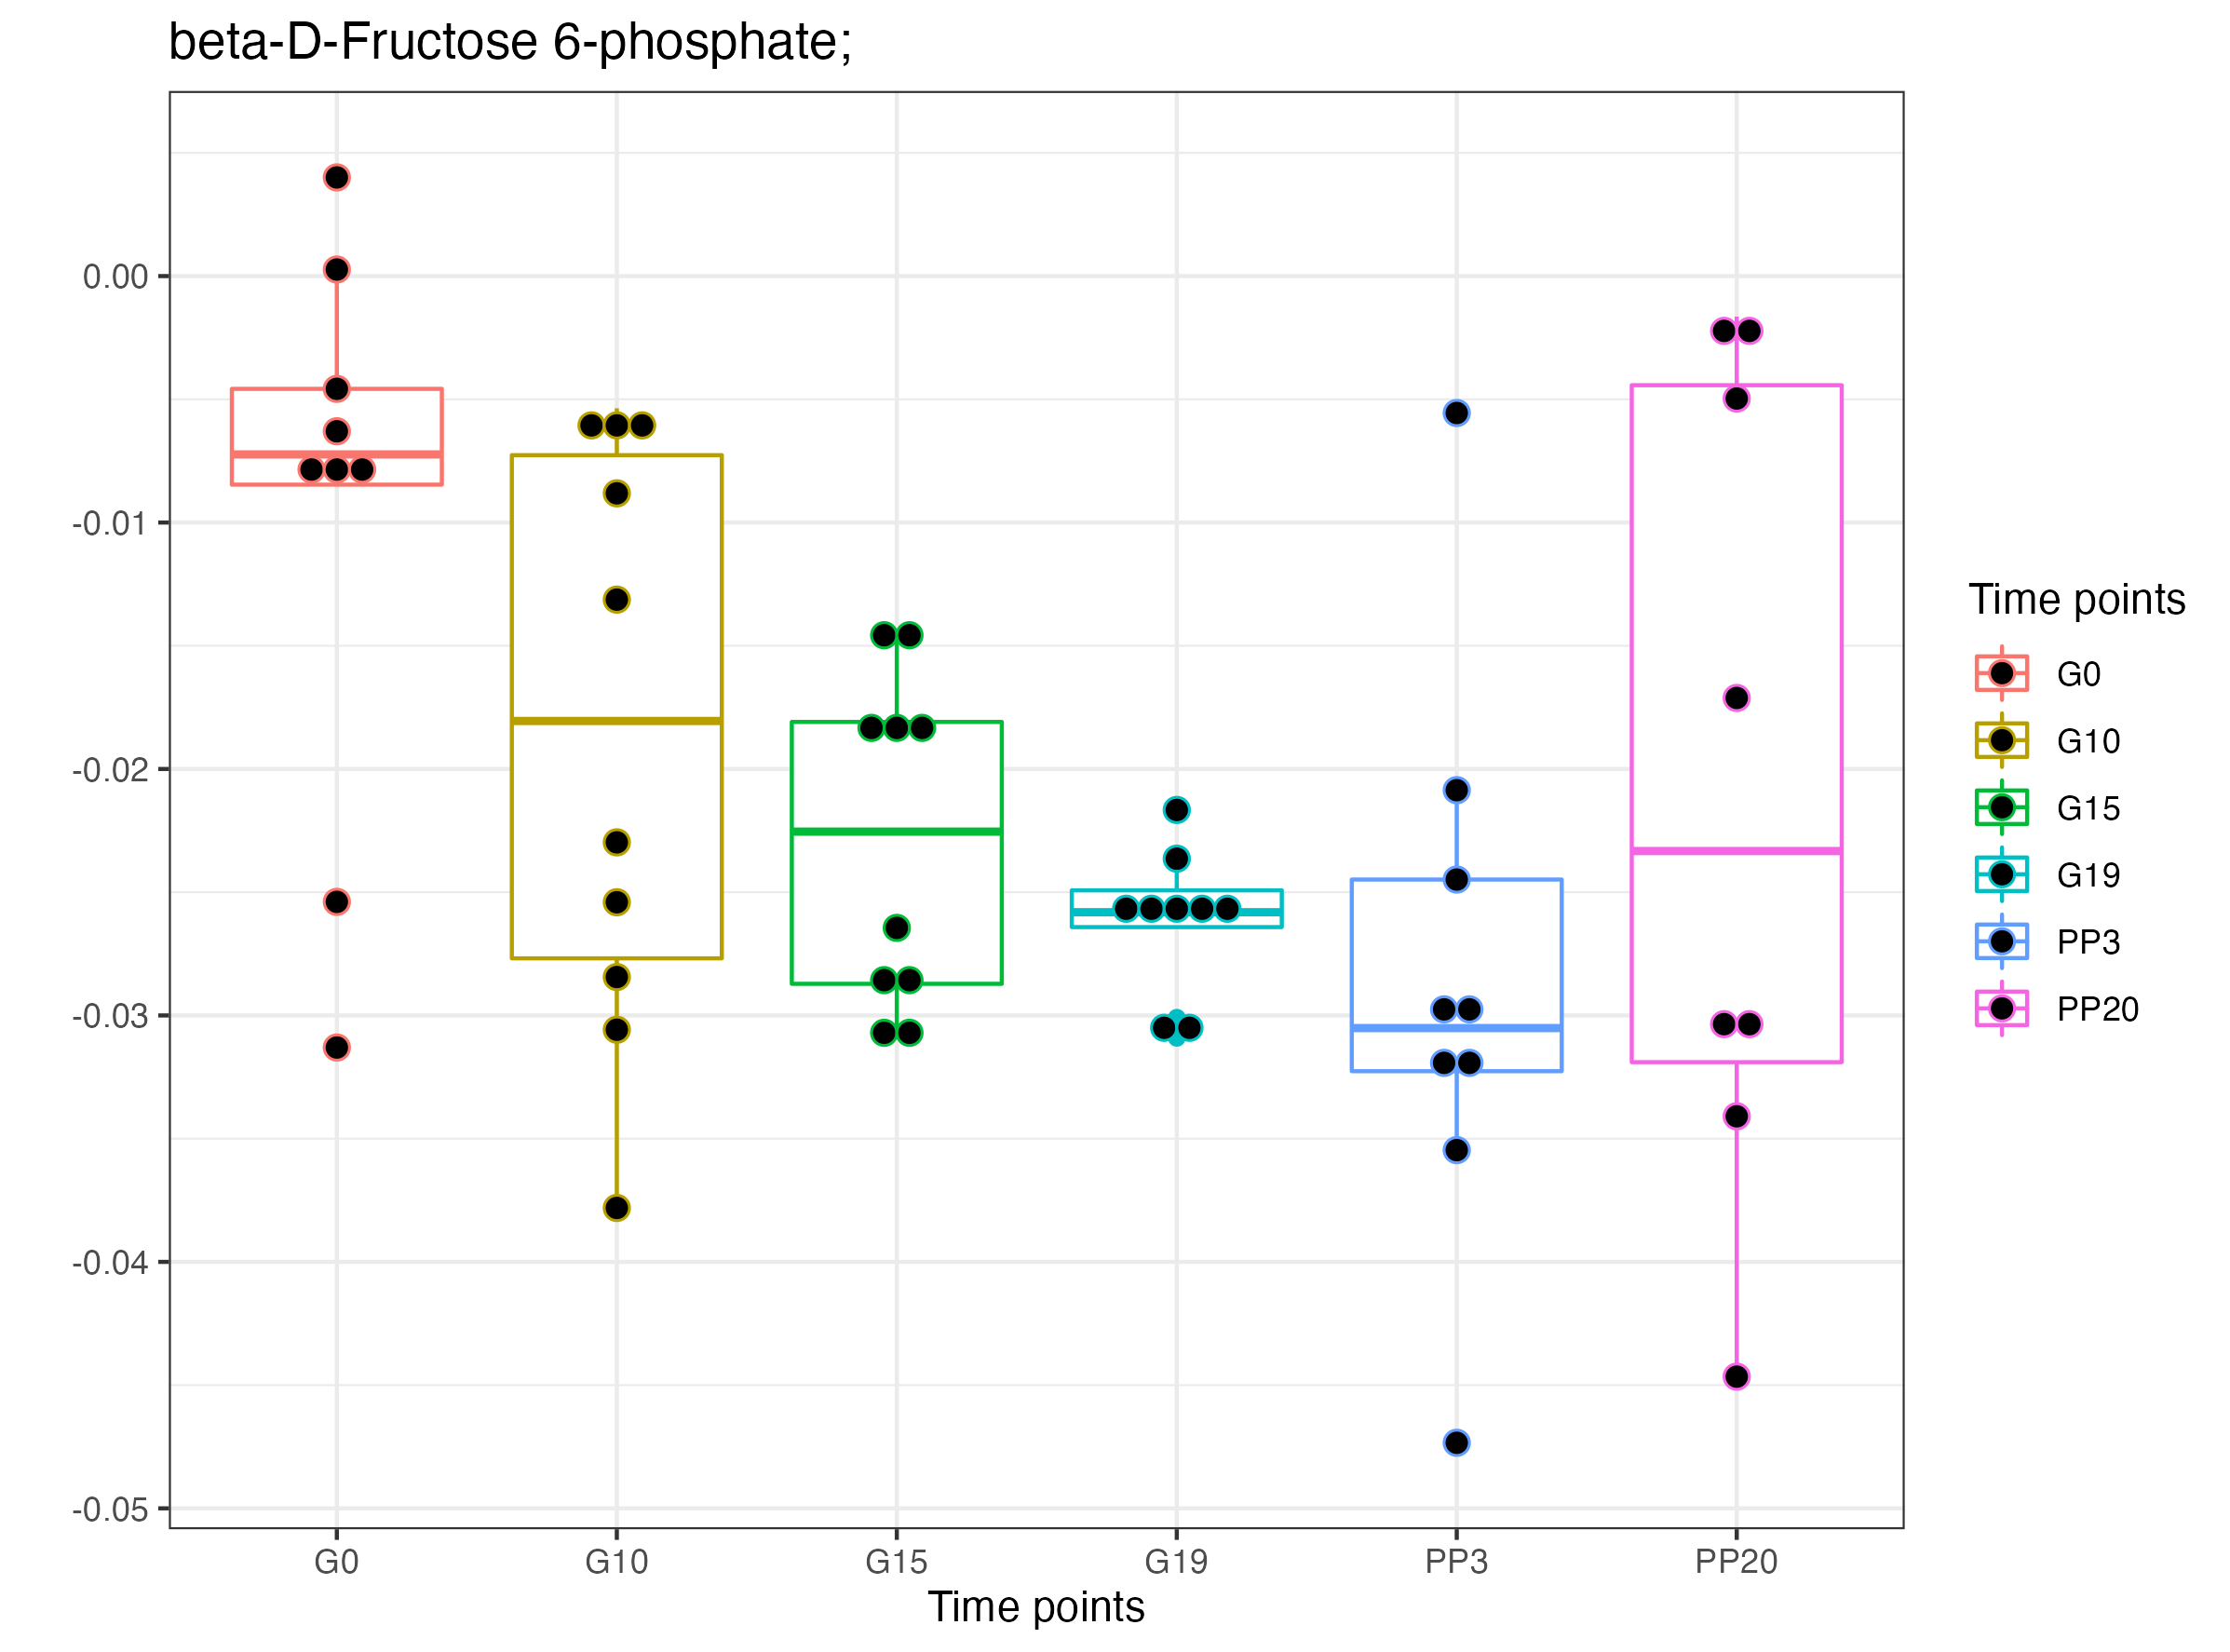 beta-D-Fructose 6-phosphate;
0.00
-0.01
-0.02
-0.03
-0.04
-0.05
G0 G10 G15 G19 PP3 PP20
Time points
Time points
G0
G10
G15
G19
PP3
PP20